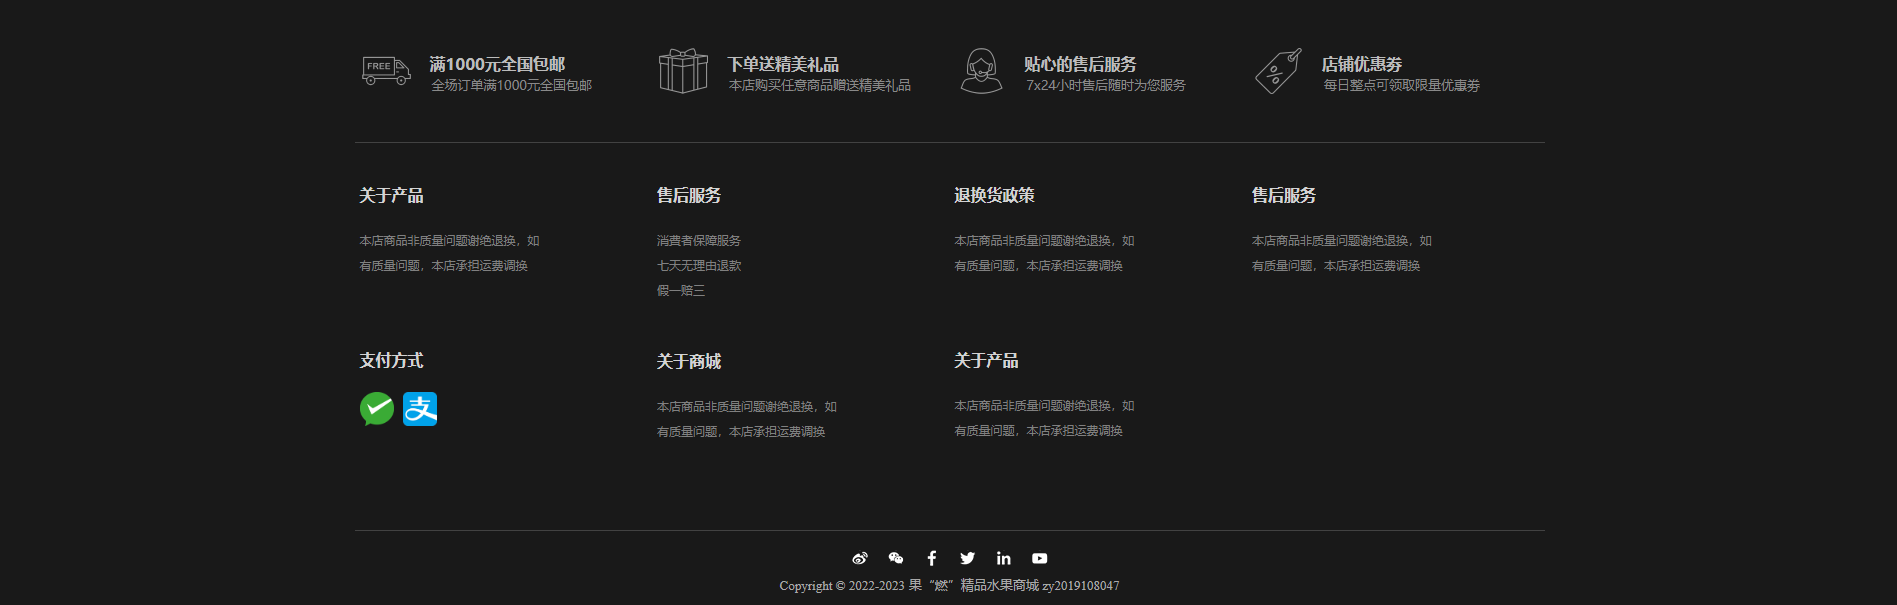 FREE
满1000元全国包邮
全场订单满1000元全国包邮
下单送精美礼品
本店购买任意商品赠送精美礼品
贴心的售后服务
7x24小时售后随时为您服务
%
店铺优惠劵
每日整点可领取限量优惠劵
关于产品
本店商品非质量问题谢绝退换，如
有质量问题，本店承担运费调换
售后服务
消费者保障服务
七天无理由退款
假一赔三
退换货政策
本店商品非质量问题谢绝退换，如
有质量问题，本店承担运费调换
售后服务
本店商品非质量问题谢绝退换，如
有质量问题，本店承担运费调换
支付方式
支
关于商城
本店商品非质量问题谢绝退换，如
有质量问题，本店承担运费调换
关于产品
本店商品非质量问题谢绝退换，如
有质量问题，本店承担运费调换
Copyright © 2022-2023 果“燃”精品水果商城 zy2019108047